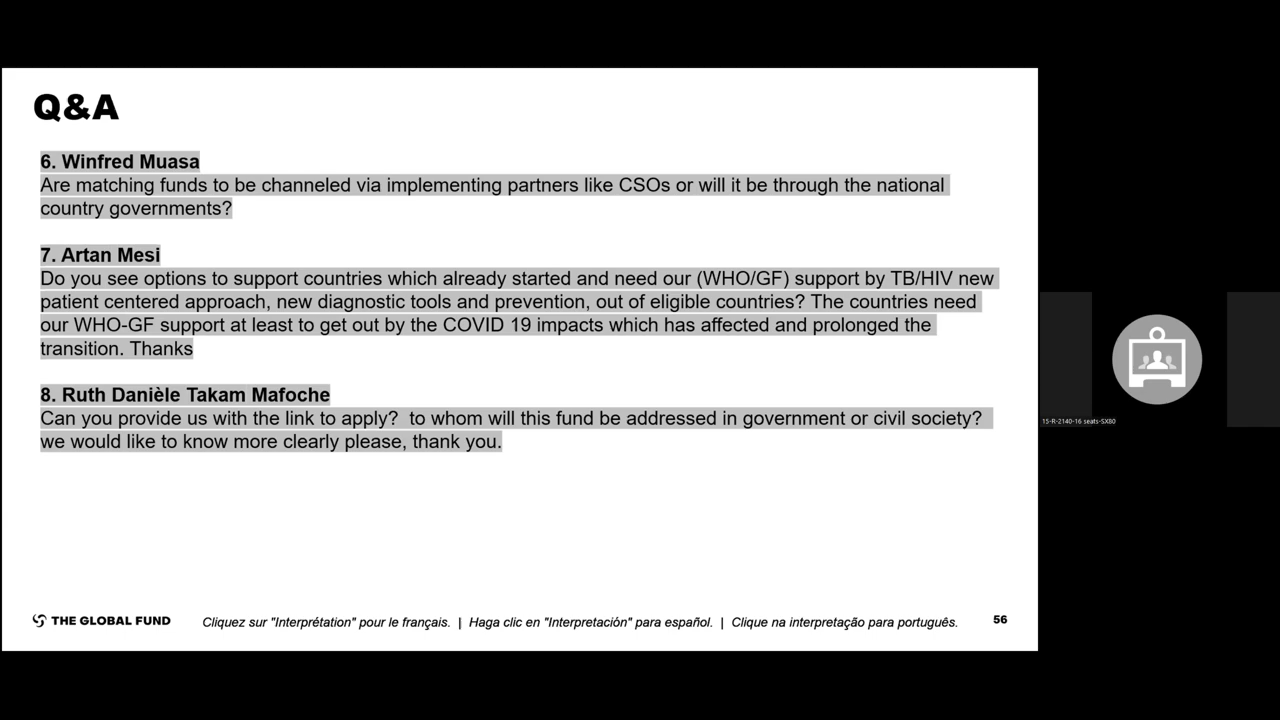 Q&A
6. Winfred Muasa
Are matching funds to be channeled via implementing partners like CSOs or will it be through the national
country governments?
7. Artan Mesi
Do you see options to support countries which already started and need our (WHO/GF) support by TB/HIV new
patient centered approach, new diagnostic tools and prevention, out of eligible countries? The countries need
our WHO-GF support at least to get out by the COVID 19 impacts which has affected and prolonged the
transition. Thanks
8. Ruth Danièle Takam Mafoche
Can you provide us with the link to apply?  to whom will this fund be addressed in government or civil society?
we would like to know more clearly please, thank you.
THE GLOBAL FUND
Cliquez sur "Interprétation" pour le français. | Haga clic en "Interpretación" para español. | Clique na interpretação para português.
56
15-R-2140-16 seats-SX80